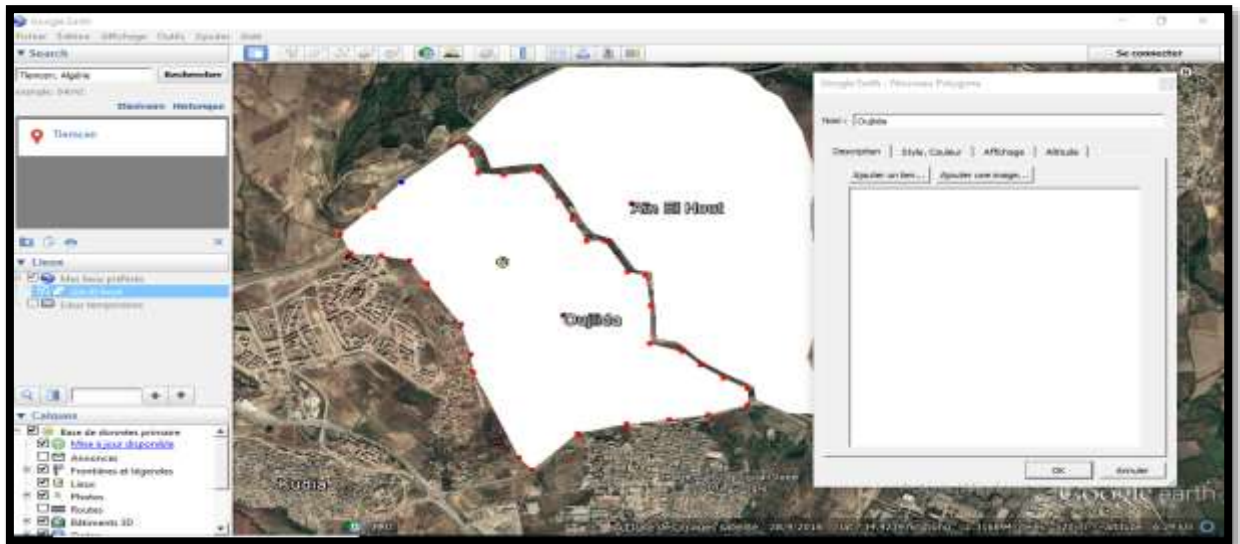 Google Earth
Fichier Edition Affichage Outils Ajouter Aide
Se connecter
Search
Tlemcen, Algérie
Rechercher
Itinéraire Historique
Tlemcen
Lieux
Mes lieux préférés
Lieux temporaires
Calques
Base de données primaire
Mise à jour disponible
Annonces
Frontières et légendes
Lieux
Photos
Routes
Bâtiments 3D
Ain El Hout
Oujlida
Kudia
Google Earth - Nouveau Polygone
Nom : Oujlida
Description Style, Couleur Affichage Altitude
Ajouter un lien... Ajouter une image...
OK Annuler
Google earth